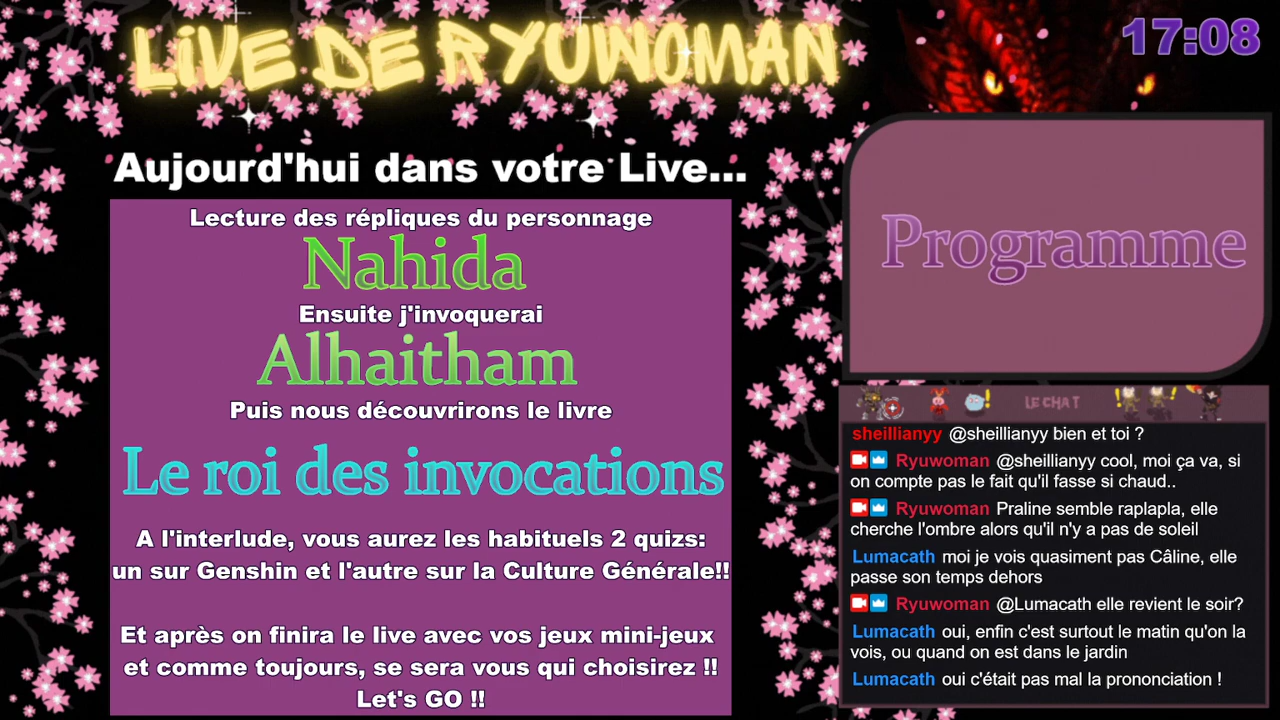 LiVE DE RYUWOMAN
17:08
Aujourd'hui dans votre Live...
Lecture des répliques du personnage
Nahida
Ensuite j'invoquerai
Alhaitham
Puis nous découvrirons le livre
Le roi des invocations
A l'interlude, vous aurez les habituels 2 quizs:
un sur Genshin et l'autre sur la Culture Générale!!
Et après on finira le live avec vos jeux mini-jeux
et comme toujours, se sera vous qui choisirez !!
Let's GO !!
Programme
LE CHAT
sheillianyy @sheillianyy bien et toi ?
Ryuwoman @sheillianyy cool, moi ça va, si
on compte pas le fait qu'il fasse si chaud..
Ryuwoman Praline semble raplapla, elle
cherche l'ombre alors qu'il n'y a pas de soleil
Lumacath moi je vois quasiment pas Câline, elle
passe son temps dehors
Ryuwoman @Lumacath elle revient le soir?
Lumacath oui, enfin c'est surtout le matin qu'on la
vois, ou quand on est dans le jardin
Lumacath oui c'était pas mal la prononciation !